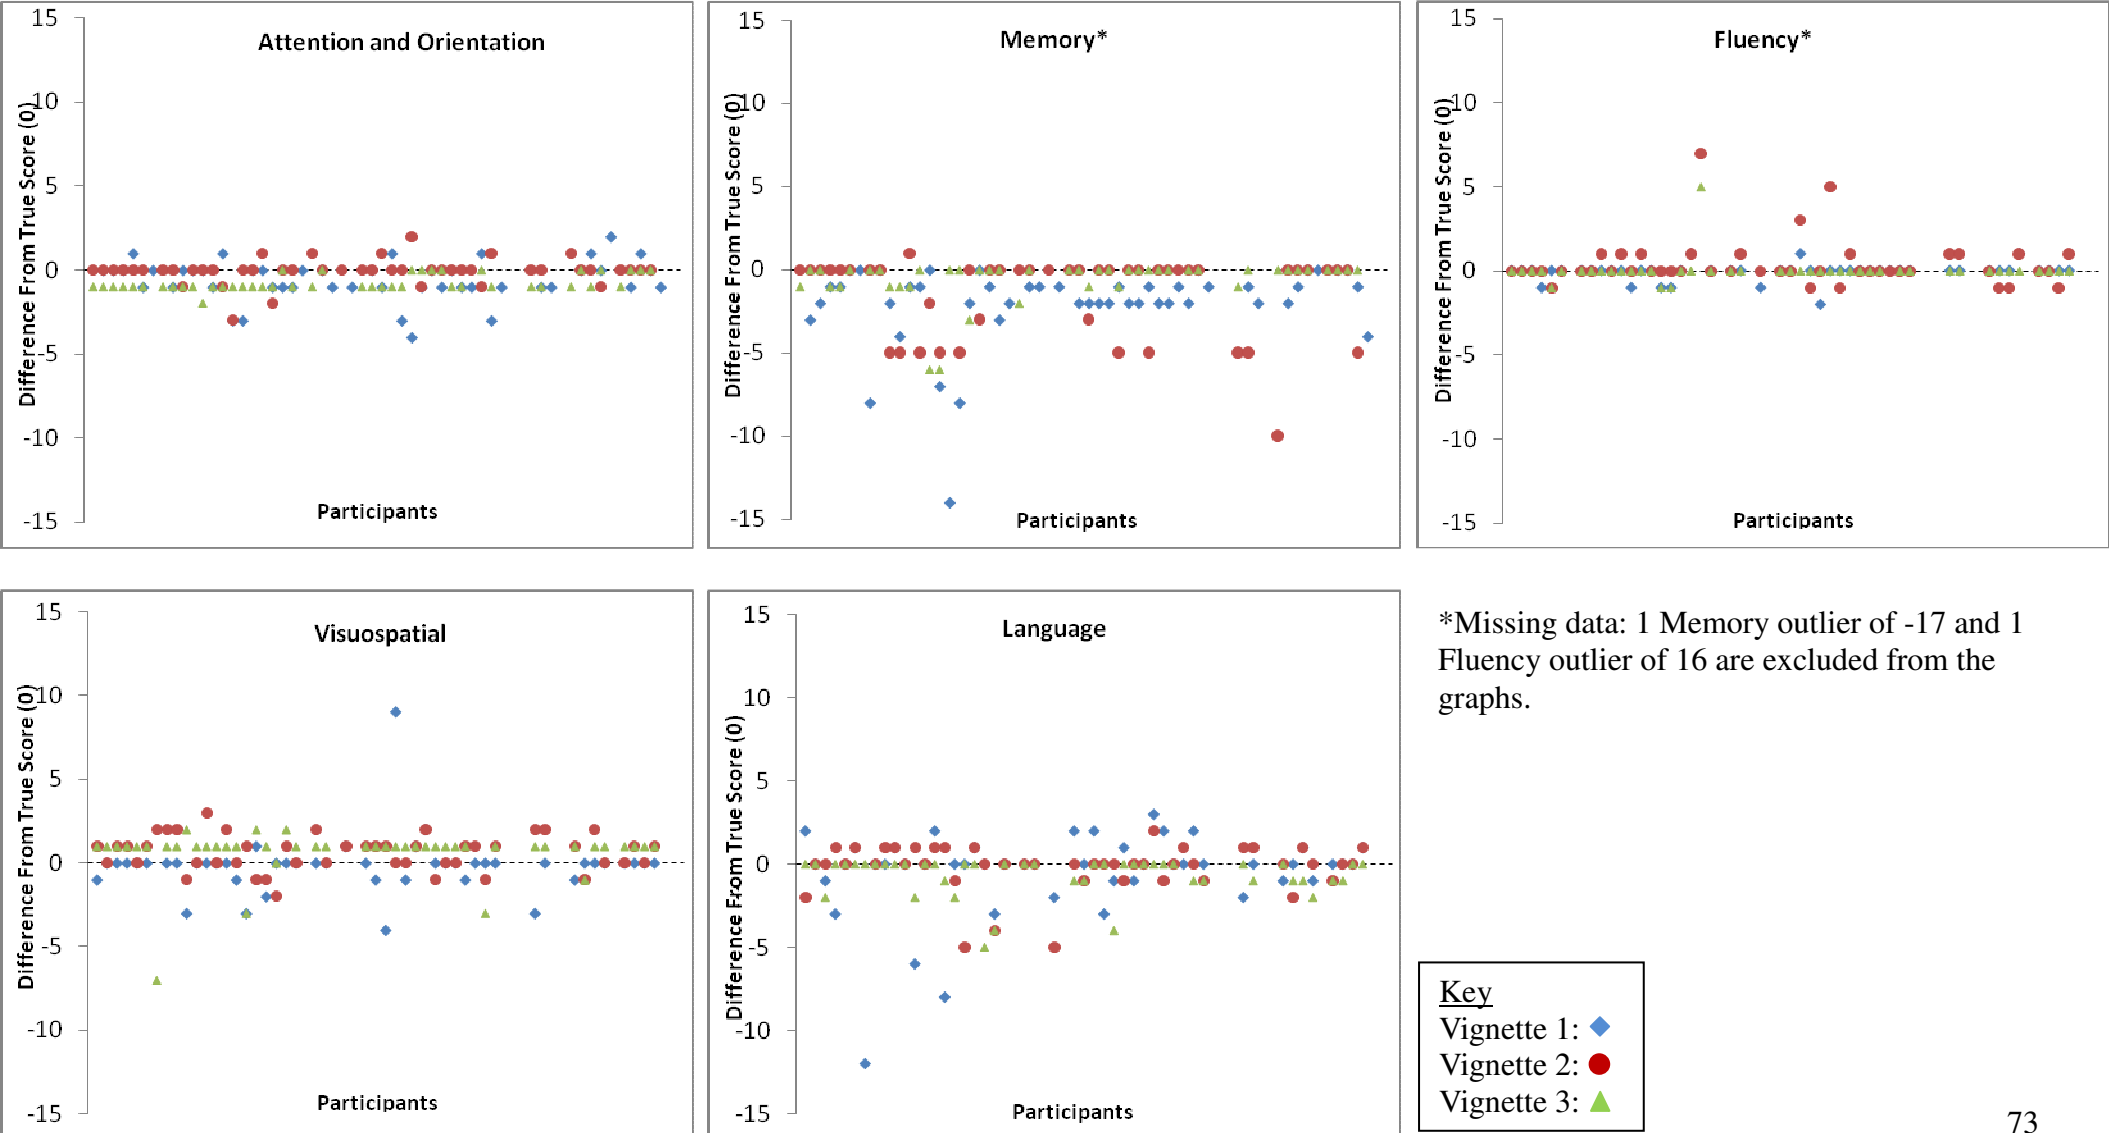 Attention and Orientation
Difference From True Score (0)
15
10
5
0
-5
-10
-15
Participants
Memory*
Difference From True Score (0)
15
10
5
0
-5
-10
-15
Participants
Fluency*
Difference From True Score (0)
15
10
5
0
-5
-10
-15
Participants
Visuospatial
Difference From True Score (0)
15
10
5
0
-5
-10
-15
Participants
Language
Difference From True Score (0)
15
10
5
0
-5
-10
-15
Participants
*Missing data: 1 Memory outlier of -17 and 1
Fluency outlier of 16 are excluded from the
graphs.
Key
Vignette 1:
Vignette 2:
Vignette 3:
73